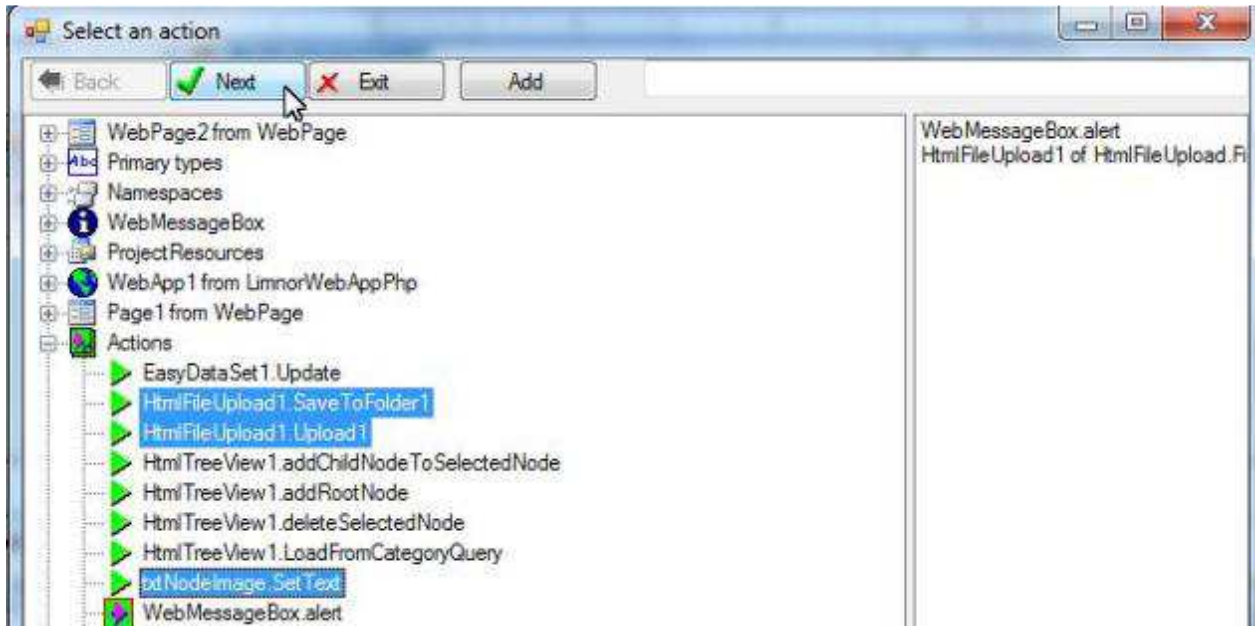 Select an action
Back Next Exit Add
WebPage2 from WebPage
Abc Primary types
Namespaces
WebMessageBox
ProjectResources
WebApp1 from LimnorWebAppPhp
Page1 from WebPage
Actions
EasyDataSet1.Update
HtmlFileUpload1.SaveToFolder1
HtmlFileUpload1.Upload1
HtmlTreeView1.addChildNodeToSelectedNode
HtmlTreeView1.addRootNode
HtmlTreeView1.deleteSelectedNode
HtmlTreeView1.LoadFromCategoryQuery
txtNodeImage.SetText
WebMessageBox.alert
WebMessageBox.alert
HtmlFileUpload1 of HtmlFileUpload.Fi